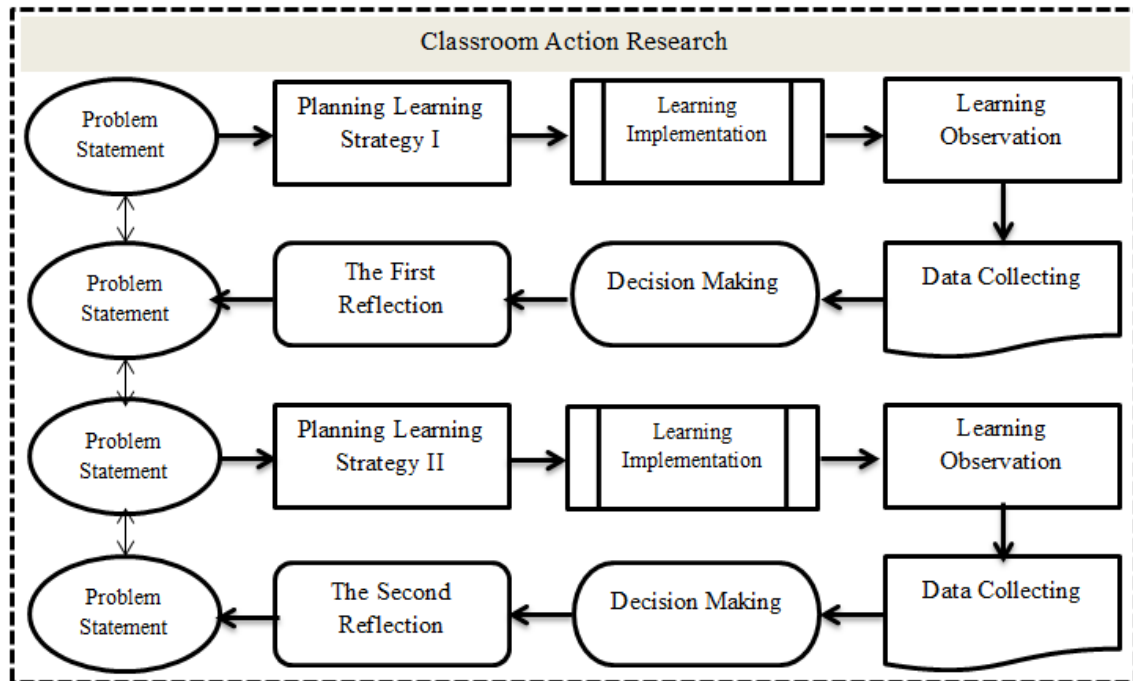 Classroom Action Research
Problem
Statement
Planning Learning
Strategy I
Learning
Implementation
Learning
Observation
Problem
Statement
The First
Reflection
Decision Making
Data Collecting
Problem
Statement
Planning Learning
Strategy II
Learning
Implementation
Learning
Observation
Problem
Statement
The Second
Reflection
Decision Making
Data Collecting